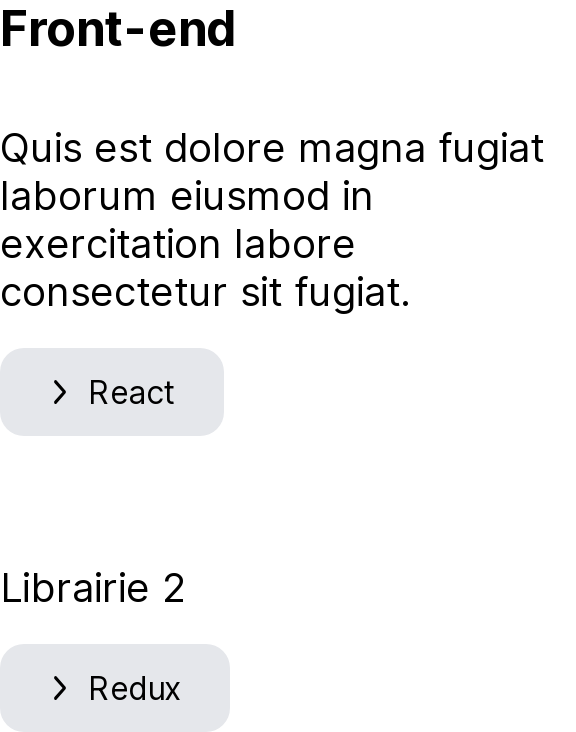 Front-end
Quis est dolore magna fugiat
laborum eiusmod in
exercitation labore
consectetur sit fugiat.
React
Librairie 2
Redux